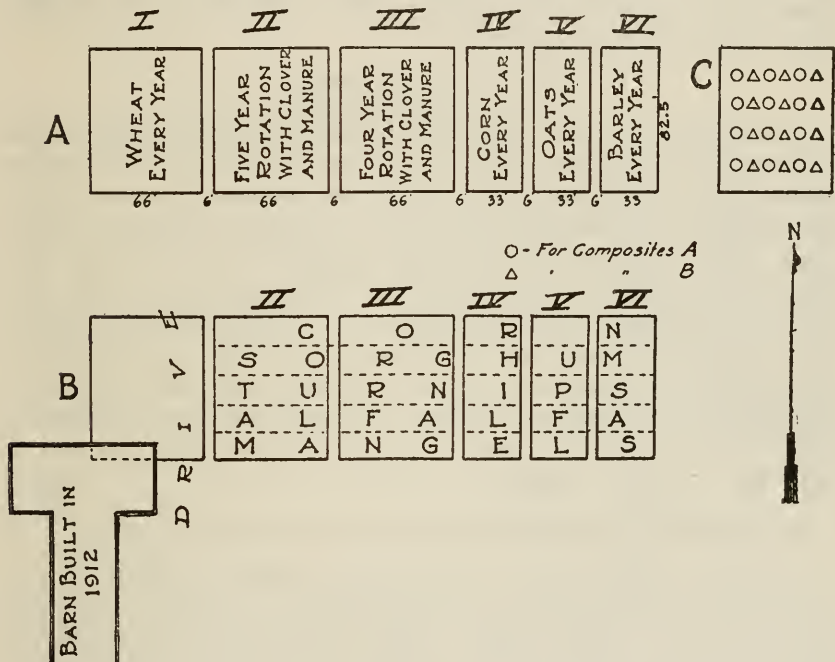 I II III IV V VI
A
WHEAT
EVERY YEAR
FIVE YEAR
ROTATION
WITH CLOVER
AND MANURE
FOUR YEAR
ROTATION
WITH CLOVER
AND MANURE
CORN
EVERY YEAR
OATS
EVERY YEAR
BARLEY
EVERY YEAR
82.5
C
66' 6' 66 6 66' 6' 33' 6' 33' 6' 33
N
O - For Composites A
△ " " B
II III IV V VI
B
DRIVE
C O R N
S O R G H U M
T U R N I P S
A L F A L F A
M A N G E L S
BARN BUILT IN
1912